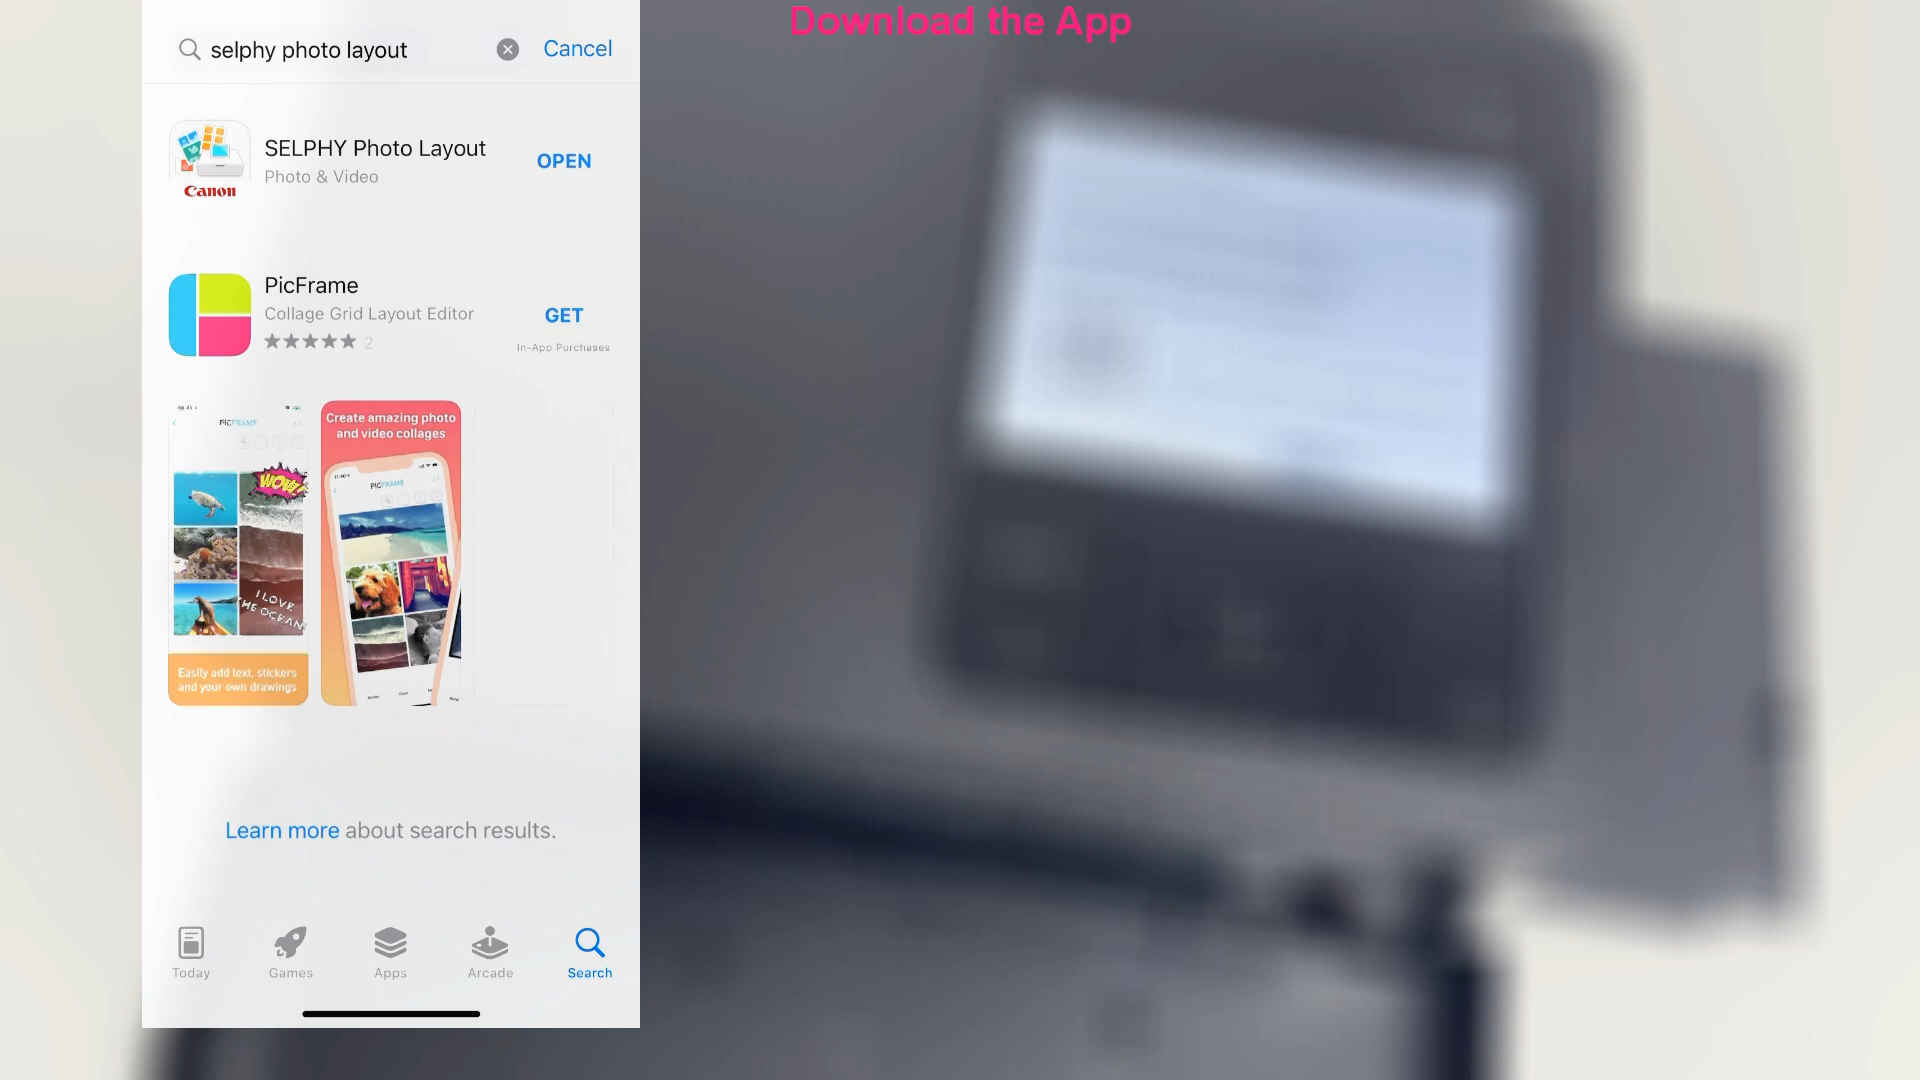 Download the App
selphy photo layout
Cancel
SELPHY Photo Layout
Photo & Video
OPEN
Canon
PicFrame
Collage Grid Layout Editor
2
GET
In-App Purchases
PICFRAME
WOW!
I LOVE
THE OCEAN
Easily add text, stickers
and your own drawings
Create amazing photo
and video collages
PICFRAME
Learn more about search results.
Today
Games
Apps
Arcade
Search